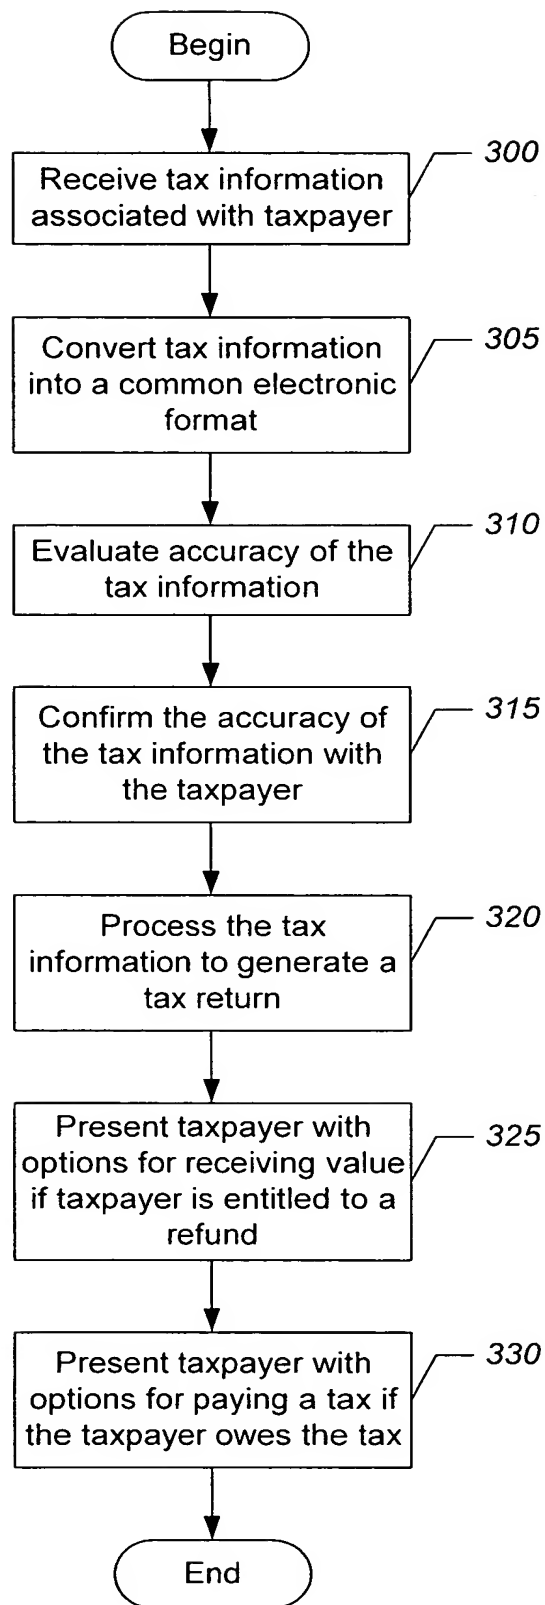 Begin
300
Receive tax information
associated with taxpayer
305
Convert tax information
into a common electronic
format
310
Evaluate accuracy of the
tax information
315
Confirm the accuracy of
the tax information with
the taxpayer
320
Process the tax
information to generate a
tax return
325
Present taxpayer with
options for receiving value
if taxpayer is entitled to a
refund
330
Present taxpayer with
options for paying a tax if
the taxpayer owes the tax
End